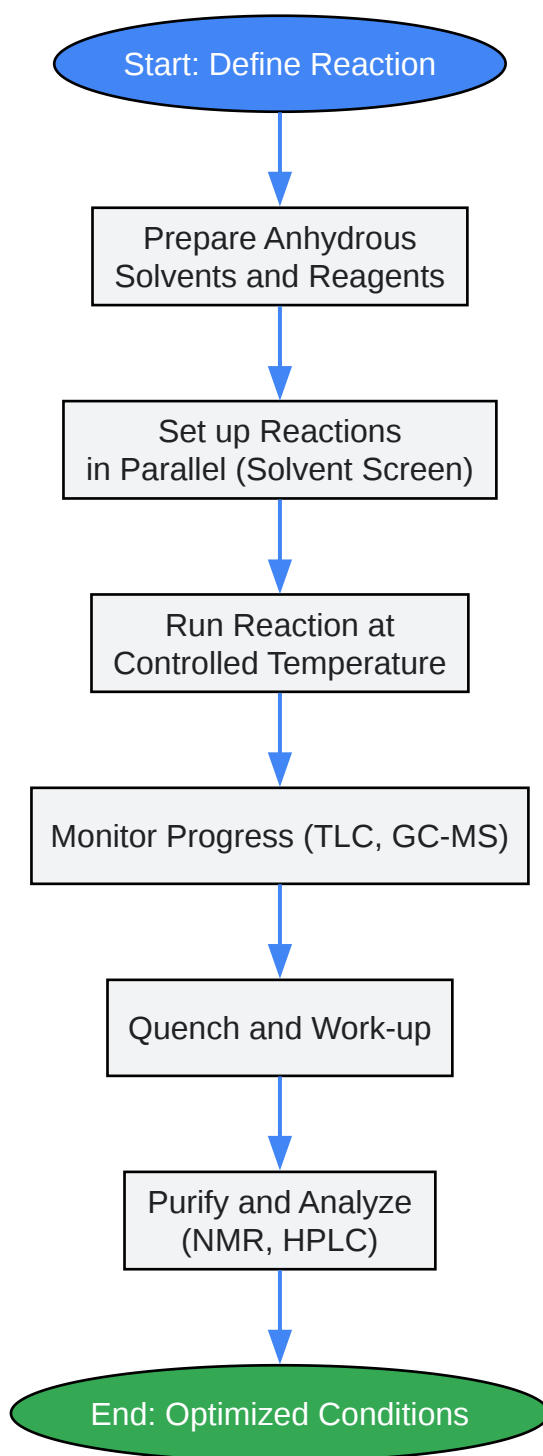 Start: Define Reaction
Prepare Anhydrous
Solvents and Reagents
Set up Reactions
in Parallel (Solvent Screen)
Run Reaction at
Controlled Temperature
Monitor Progress (TLC, GC-MS)
Quench and Work-up
Purify and Analyze
(NMR, HPLC)
End: Optimized Conditions